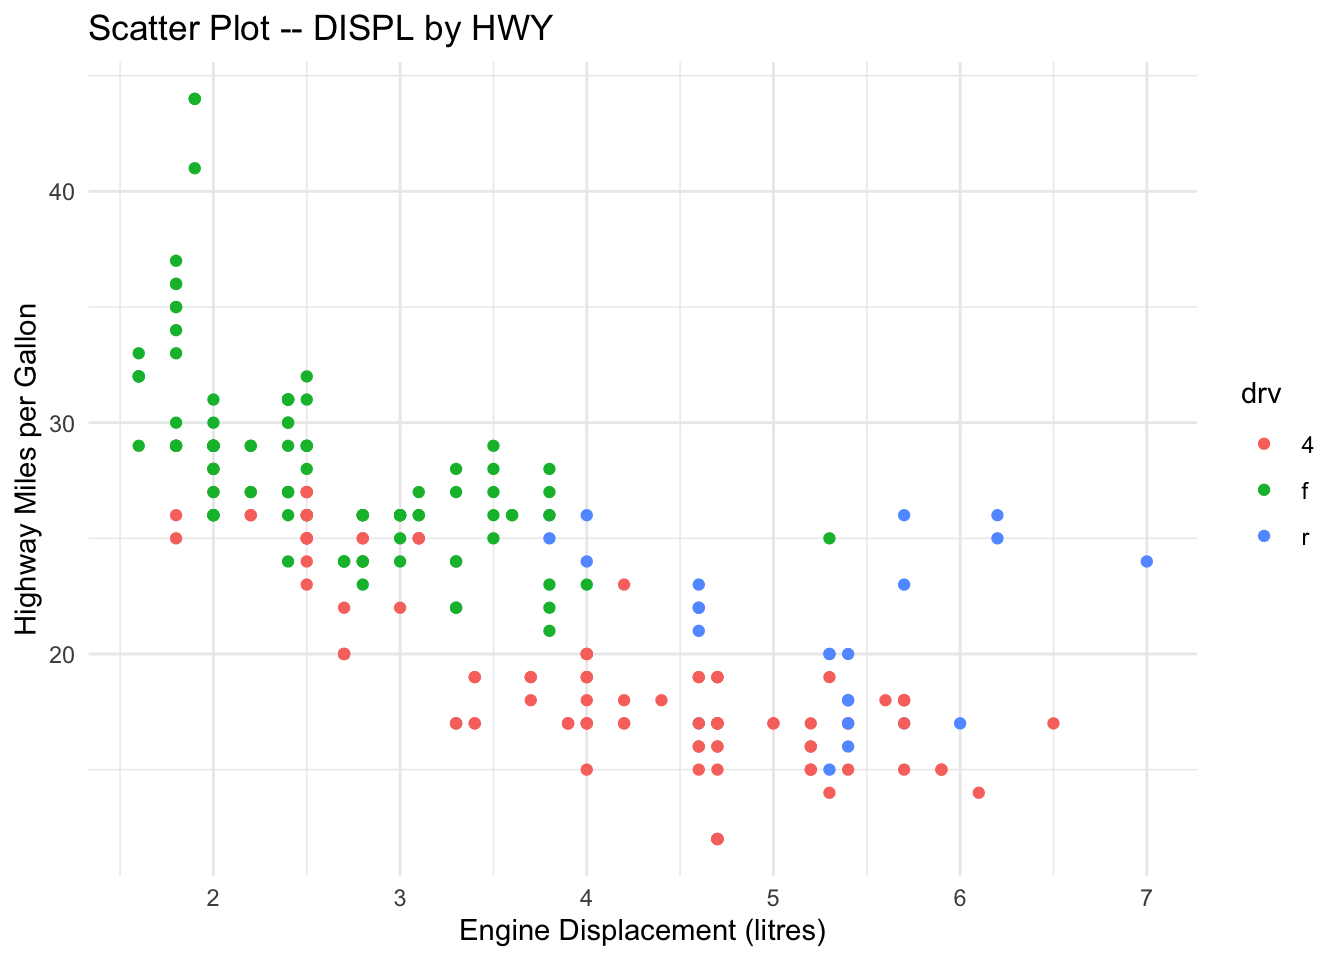 Scatter Plot -- DISPL by HWY
Highway Miles per Gallon
40
30
20
2 3 4 5 6 7
Engine Displacement (litres)
drv
4
f
r